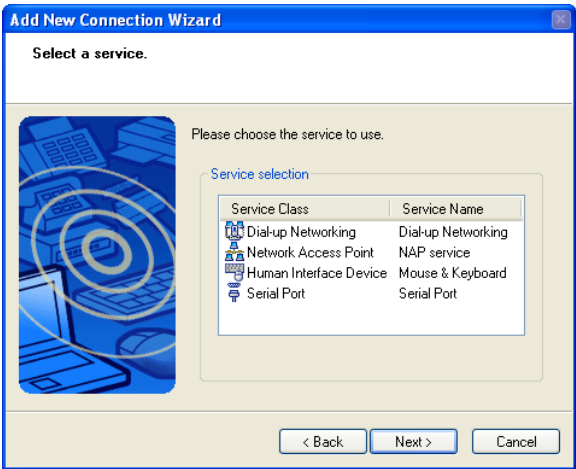 Add New Connection Wizard
Select a service.
Please choose the service to use.
Service selection
Service Class Service Name
Dial-up Networking Dial-up Networking
Network Access Point NAP service
Human Interface Device Mouse & Keyboard
Serial Port Serial Port
< Back Next > Cancel